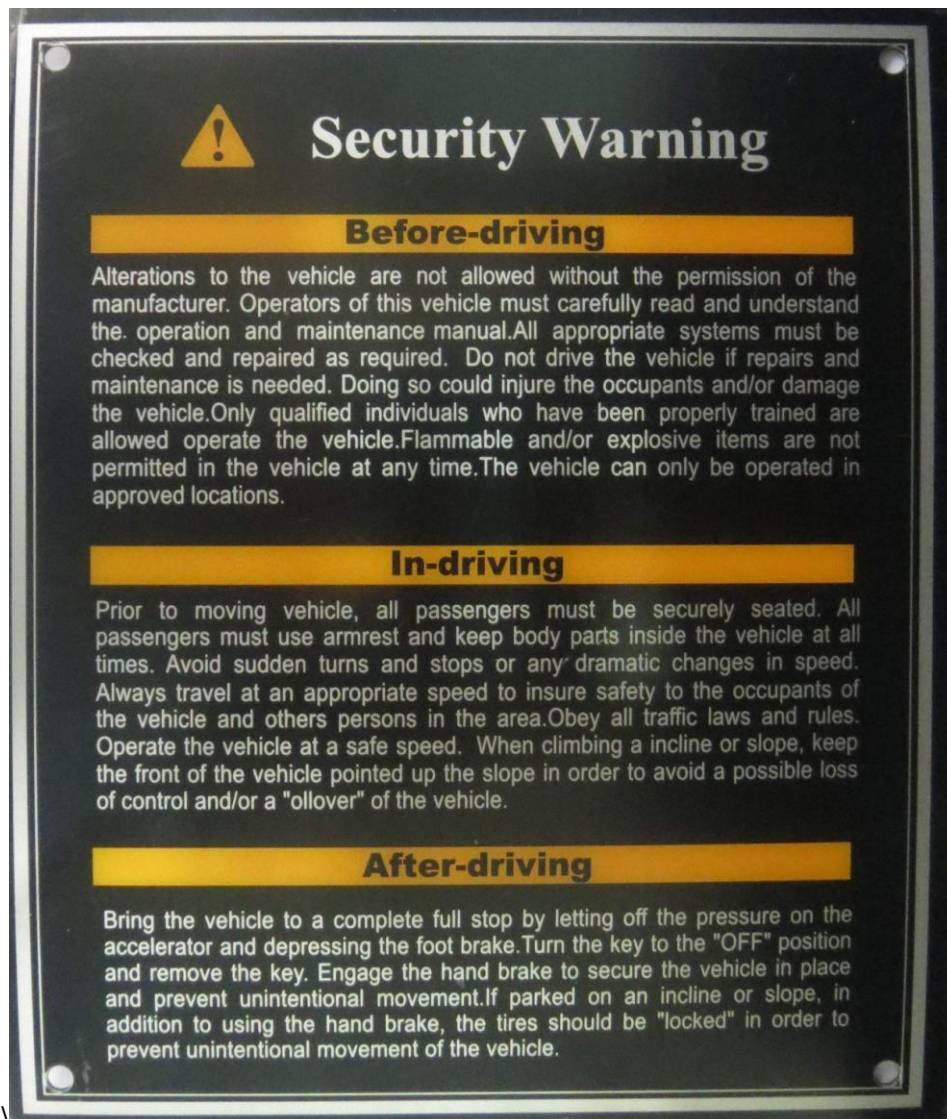 Security Warning
Before-driving
Alterations to the vehicle are not allowed without the permission of the
manufacturer. Operators of this vehicle must carefully read and understand
the. operation and maintenance manual.All appropriate systems must be
checked and repaired as required. Do not drive the vehicle if repairs and
maintenance is needed. Doing so could injure the occupants and/or damage
the vehicle.Only qualified individuals who have been properly trained are
allowed operate the vehicle.Flammable and/or explosive items are not
permitted in the vehicle at any time.The vehicle can only be operated in
approved locations.
In-driving
Prior to moving vehicle, all passengers must be securely seated. All
passengers must use armrest and keep body parts inside the vehicle at all
times. Avoid sudden turns and stops or any dramatic changes in speed.
Always travel at an appropriate speed to insure safety to the occupants of
the vehicle and others persons in the area.Obey all traffic laws and rules.
Operate the vehicle at a safe speed. When climbing a incline or slope, keep
the front of the vehicle pointed up the slope in order to avoid a possible loss
of control and/or a "ollover" of the vehicle.
After-driving
Bring the vehicle to a complete full stop by letting off the pressure on the
accelerator and depressing the foot brake.Turn the key to the "OFF" position
and remove the key. Engage the hand brake to secure the vehicle in place
and prevent unintentional movement.If parked on an incline or slope, in
addition to using the hand brake, the tires should be "locked" in order to
prevent unintentional movement of the vehicle.
\